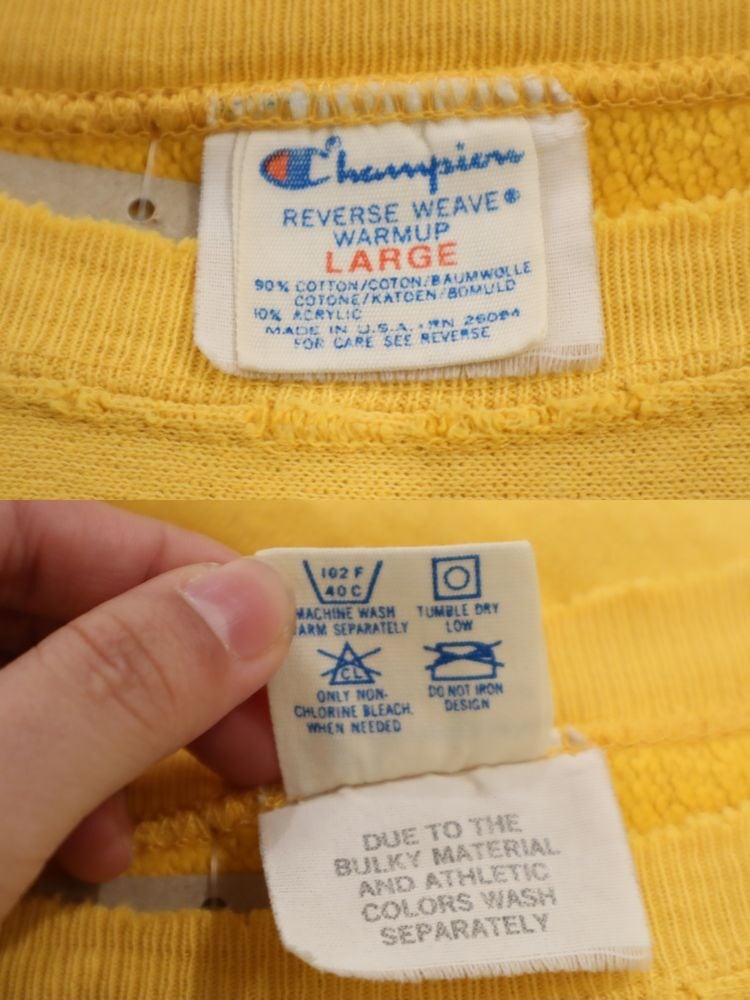 Champion
REVERSE WEAVE®
WARMUP
LARGE
90% COTTON/COTON/BAUMWOLLE
COTONE/KATOEN/BOMULD
10% ACRYLIC
MADE IN U.S.A. • RN 26094
FOR CARE SEE REVERSE
102 F
40 C
MACHINE WASH
ARM SEPARATELY
TUMBLE DRY
LOW
CL
ONLY NON-
CHLORINE BLEACH,
WHEN NEEDED
DO NOT IRON
DESIGN
DUE TO THE
BULKY MATERIAL
AND ATHLETIC
COLORS WASH
SEPARATELY